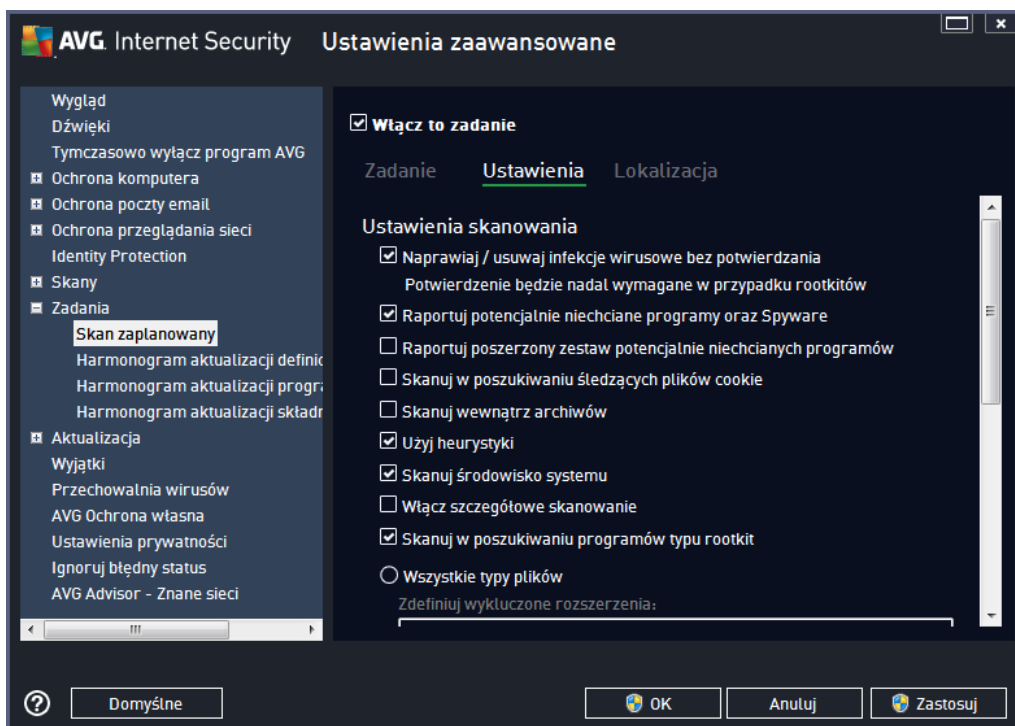 AVG. Internet Security Ustawienia zaawansowane
Wygląd
Dźwięki
Tymczasowo wyłącz program AVG
Ochrona komputera
Ochrona poczty email
Ochrona przeglądania sieci
Identity Protection
Skany
Zadania
Skan zaplanowany
Harmonogram aktualizacji definic
Harmonogram aktualizacji progra
Harmonogram aktualizacji składn
Aktualizacja
Wyjątki
Przechowalnia wirusów
AVG Ochrona własna
Ustawienia prywatności
Ignoruj błędny status
AVG Advisor - Znane sieci
Włącz to zadanie
Zadanie Ustawienia Lokalizacja
Ustawienia skanowania
Naprawiaj / usuwaj infekcje wirusowe bez potwierdzania
Potwierdzenie będzie nadal wymagane w przypadku rootkitów
Raportuj potencjalnie niechciane programy oraz Spyware
Raportuj poszerzony zestaw potencjalnie niechcianych programów
Skanuj w poszukiwaniu śledzących plików cookie
Skanuj wewnątrz archiwów
Użyj heurystyki
Skanuj środowisko systemu
Włącz szczegółowe skanowanie
Skanuj w poszukiwaniu programów typu rootkit
Wszystkie typy plików
Zdefiniuj wykluczone rozszerzenia:
Domyślne OK Anuluj Zastosuj